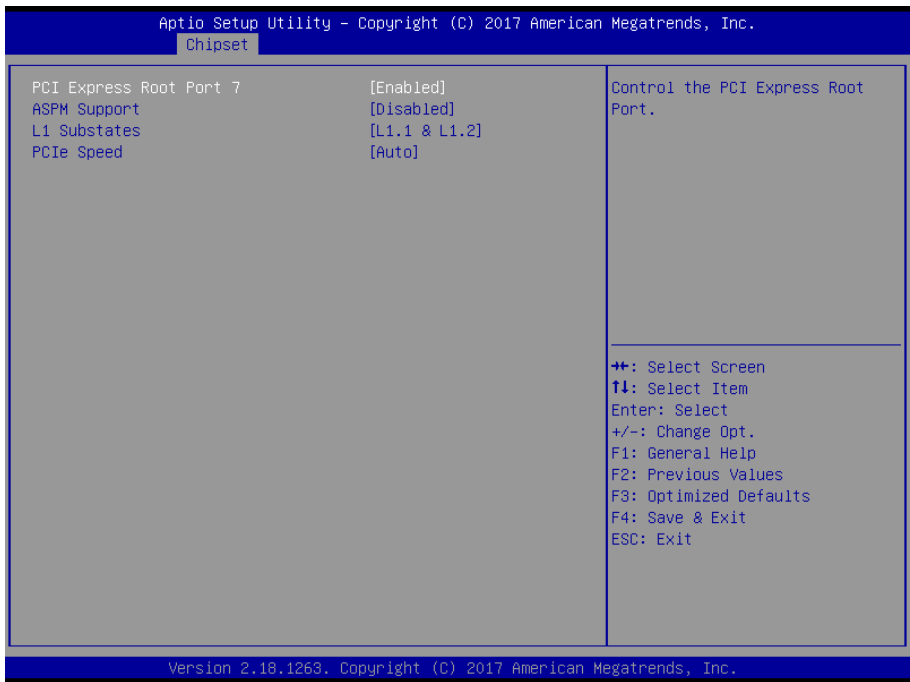 Aptio Setup Utility – Copyright (C) 2017 American Megatrends, Inc.
Chipset
PCI Express Root Port 7 [Enabled]
ASPM Support [Disabled]
L1 Substates [L1.1 & L1.2]
PCIe Speed [Auto]
Control the PCI Express Root
Port.
→←: Select Screen
↑↓: Select Item
Enter: Select
+/-: Change Opt.
F1: General Help
F2: Previous Values
F3: Optimized Defaults
F4: Save & Exit
ESC: Exit
Version 2.18.1263. Copyright (C) 2017 American Megatrends, Inc.